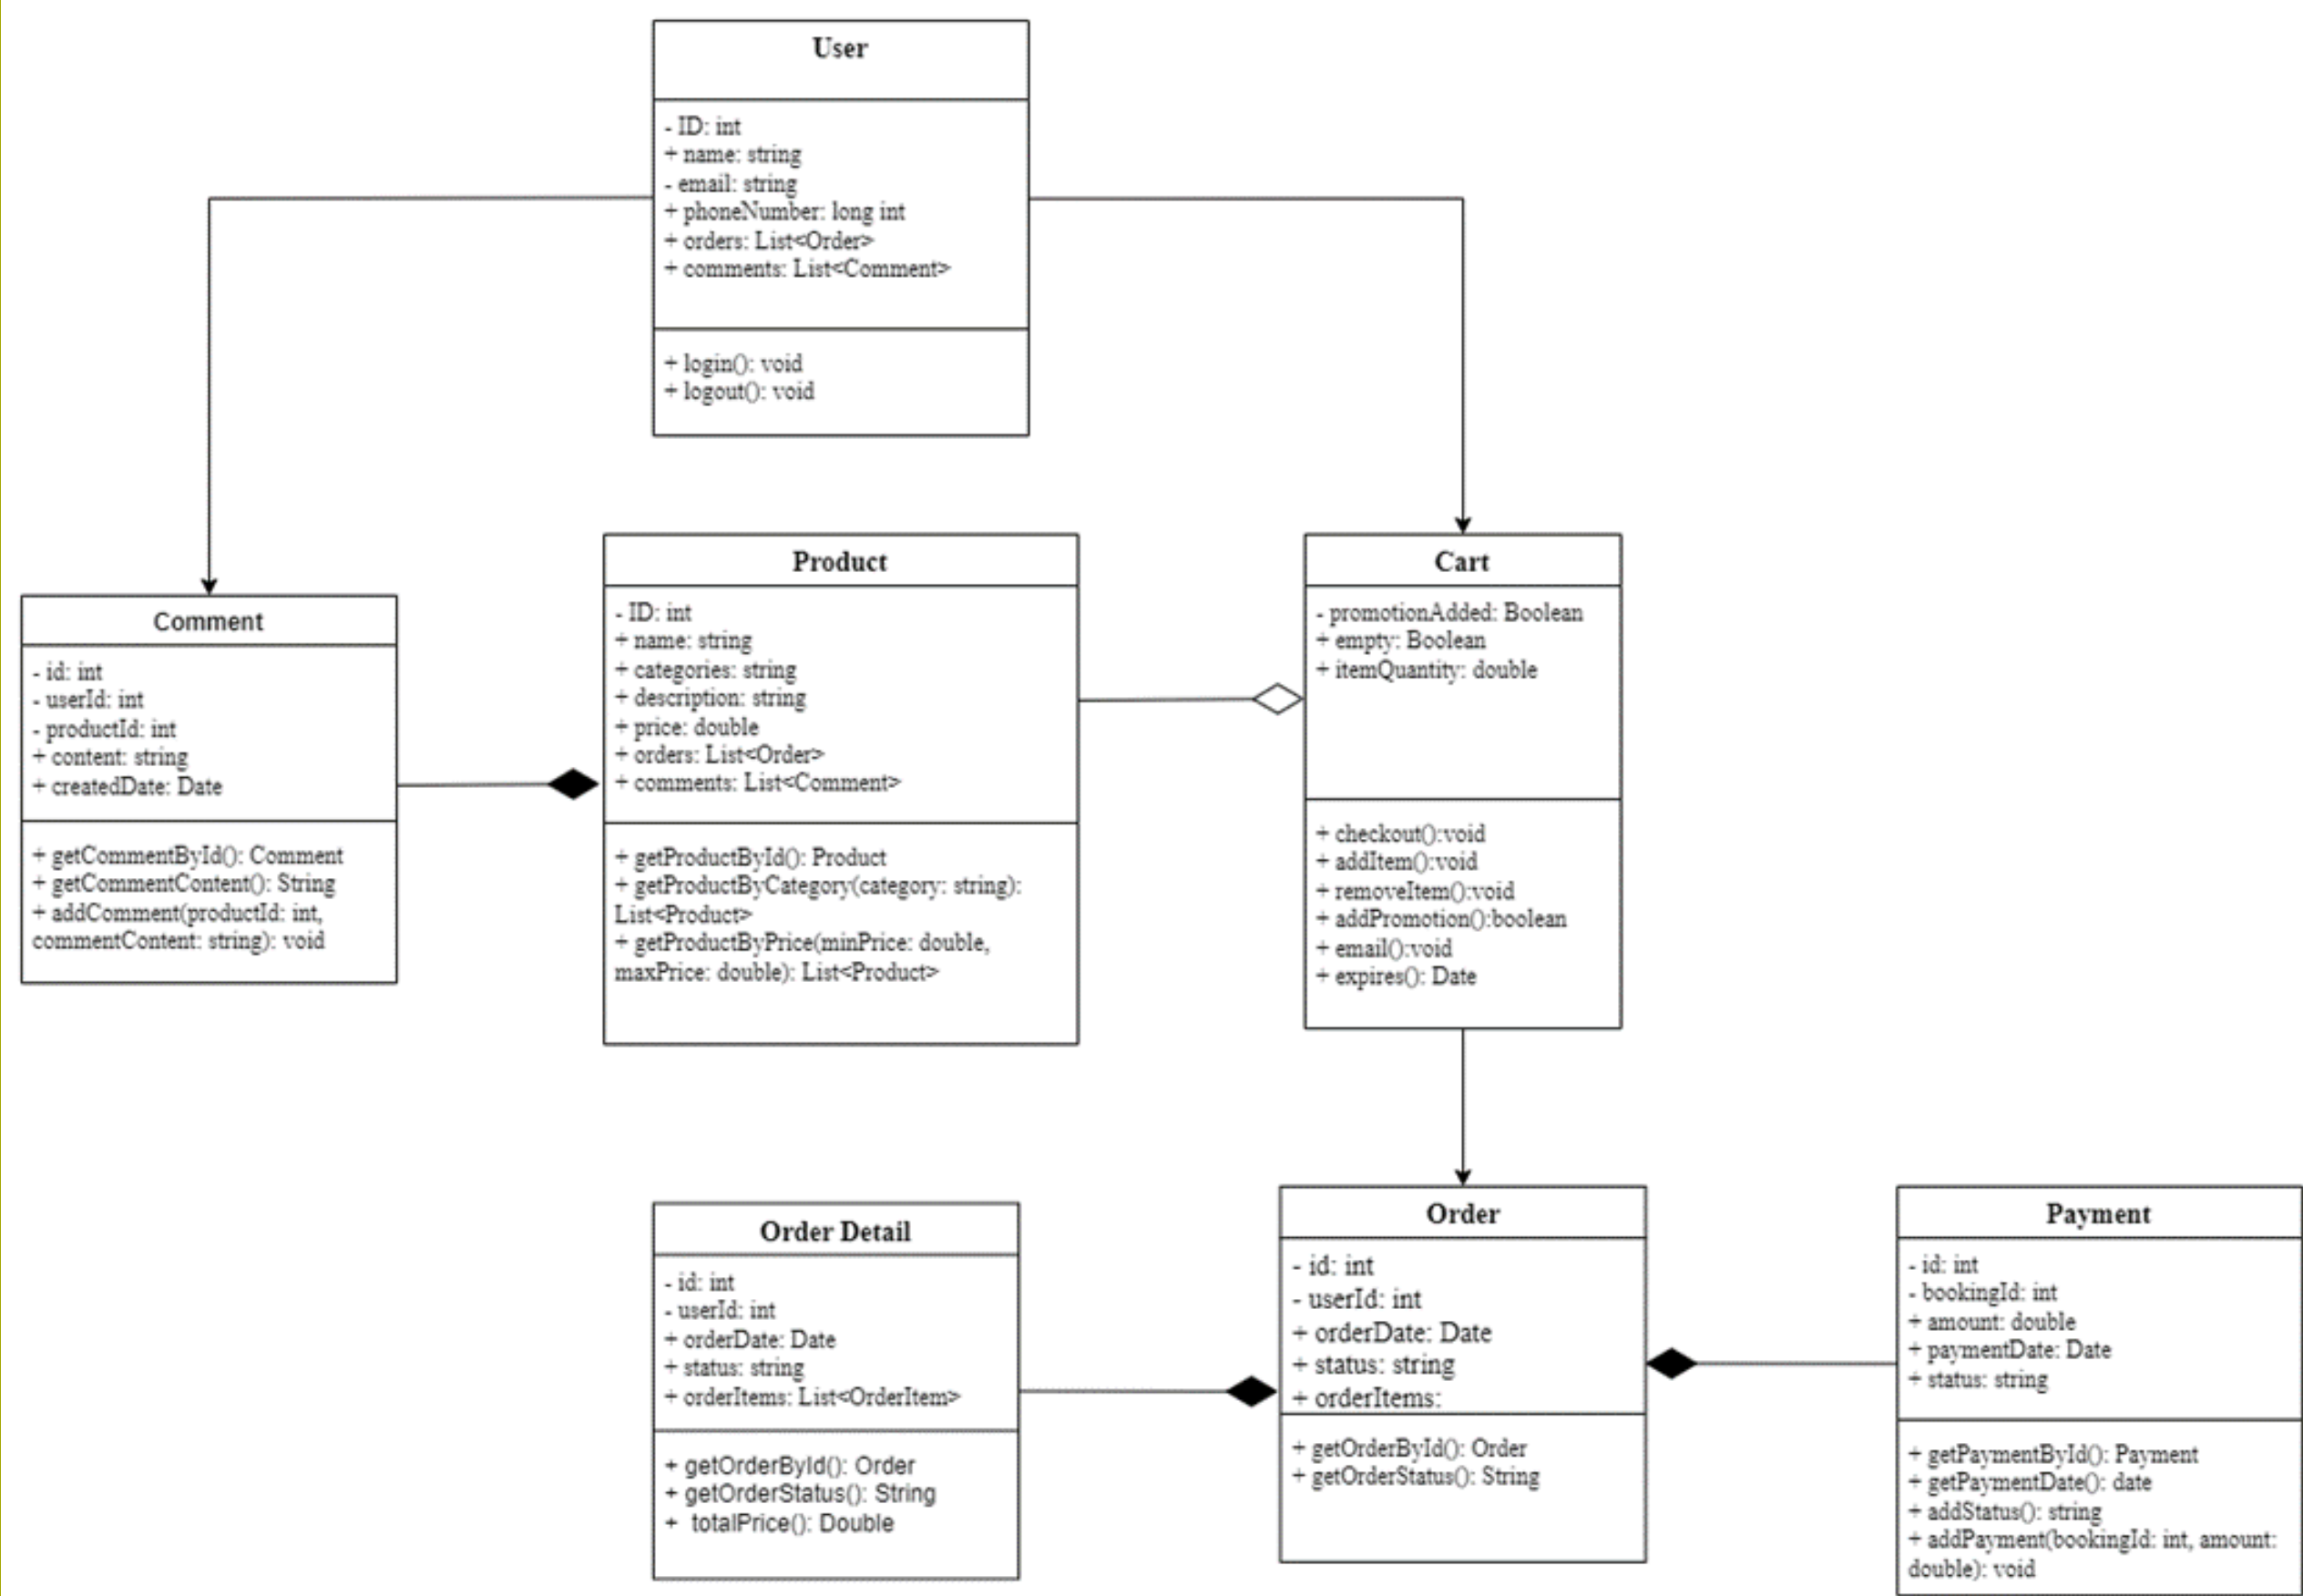 User
- ID: int
+ name: string
- email: string
+ phoneNumber: long int
+ orders: List<Order>
+ comments: List<Comment>
+ login(): void
+ logout(): void
Comment
- id: int
- userId: int
- productId: int
+ content: string
+ createdDate: Date
+ getCommentById(): Comment
+ getCommentContent(): String
+ addComment(productId: int,
commentContent: string): void
Product
- ID: int
+ name: string
+ categories: string
+ description: string
+ price: double
+ orders: List<Order>
+ comments: List<Comment>
+ getProductById(): Product
+ getProductByCategory(category: string):
List<Product>
+ getProductByPrice(minPrice: double,
maxPrice: double): List<Product>
Cart
- promotionAdded: Boolean
+ empty: Boolean
+ itemQuantity: double
+ checkout():void
+ addItem():void
+ removeItem():void
+ addPromotion():boolean
+ email():void
+ expires(): Date
Order Detail
- id: int
- userId: int
+ orderDate: Date
+ status: string
+ orderItems: List<OrderItem>
+ getOrderById(): Order
+ getOrderStatus(): String
+ totalPrice(): Double
Order
- id: int
- userId: int
+ orderDate: Date
+ status: string
+ orderItems:
+ getOrderById(): Order
+ getOrderStatus(): String
Payment
- id: int
- bookingId: int
+ amount: double
+ paymentDate: Date
+ status: string
+ getPaymentById(): Payment
+ getPaymentDate(): date
+ addStatus(): string
+ addPayment(bookingId: int, amount:
double): void